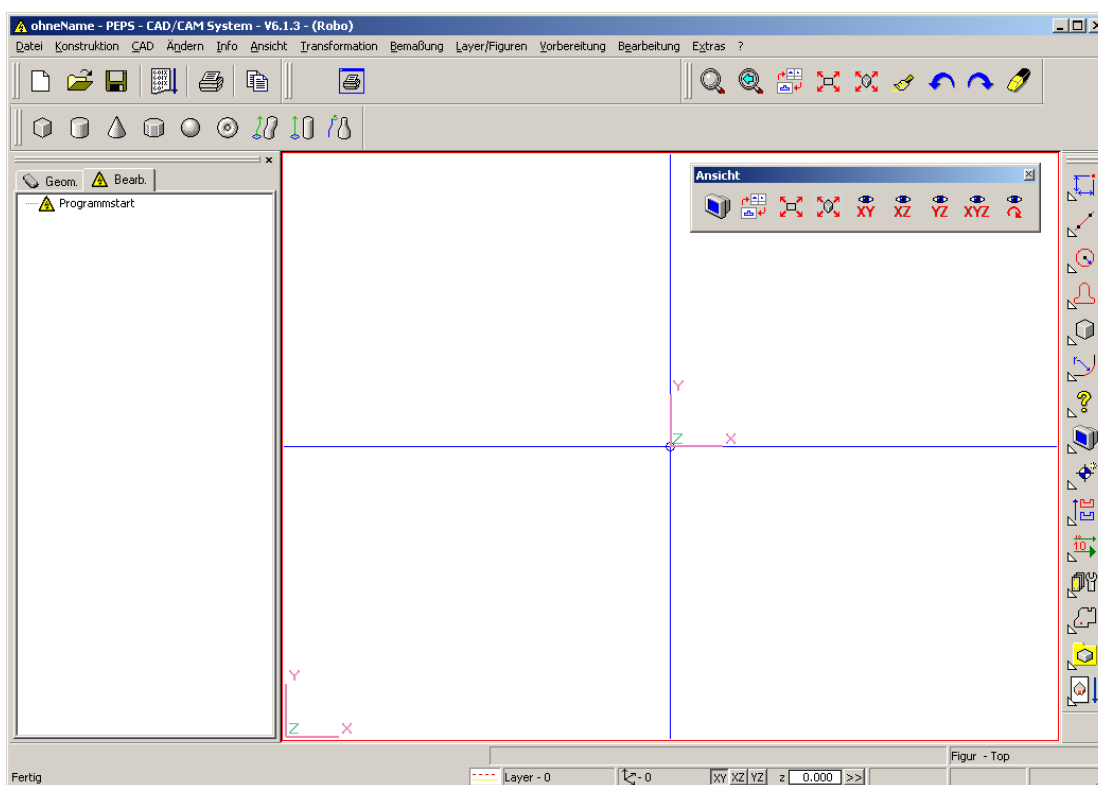 ohneName - PEPS - CAD/CAM System - V6.1.3 - (Robo)
Datei Konstruktion CAD Ändern Info Ansicht Transformation Bemaßung Layer/Figuren Vorbereitung Bearbeitung Extras ?
Geom. Bearb.
Programmstart
Ansicht
XY XZ YZ XYZ
Y
Z X
Y
Z X
10
Figur - Top
Fertig Layer - 0 - 0 XY XZ YZ z 0.000 >>